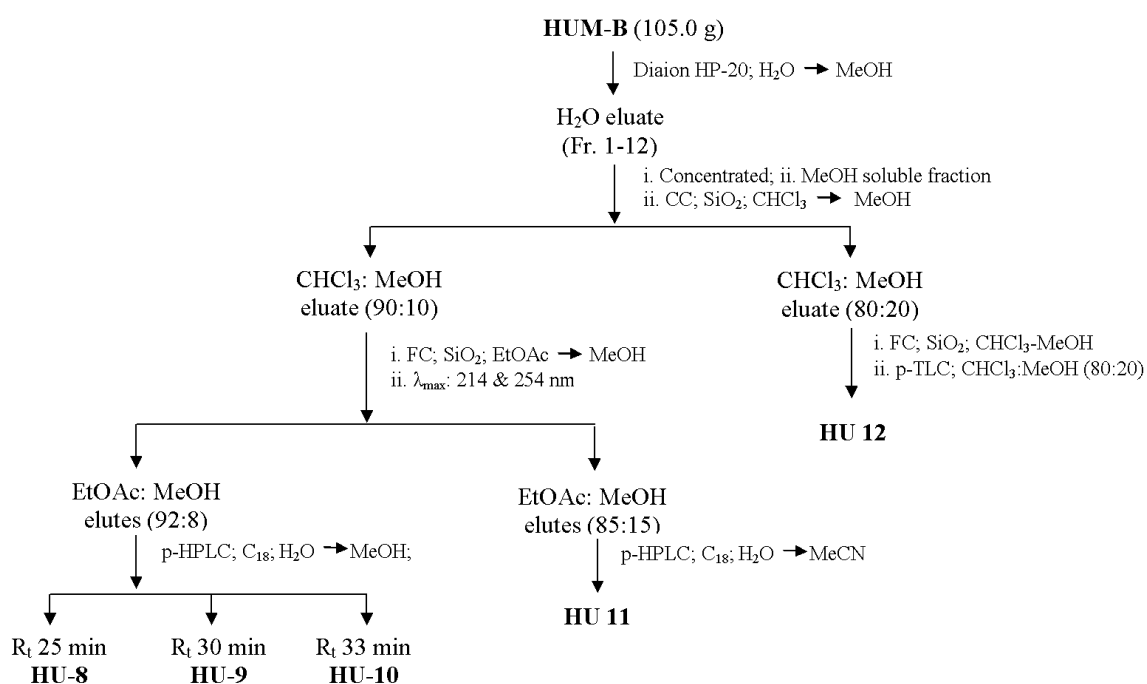 HUM-B (105.0 g)
Diaion HP-20; H₂O → MeOH
H₂O eluate
(Fr. 1-12)
i. Concentrated; ii. MeOH soluble fraction
ii. CC; SiO₂; CHCl₃ → MeOH
CHCl₃: MeOH
eluate (90:10)
CHCl₃: MeOH
eluate (80:20)
i. FC; SiO₂; EtOAc → MeOH
ii. λmax: 214 & 254 nm
i. FC; SiO₂; CHCl₃-MeOH
ii. p-TLC; CHCl₃:MeOH (80:20)
HU 12
EtOAc: MeOH
elutes (92:8)
EtOAc: MeOH
elutes (85:15)
p-HPLC; C₁₈; H₂O → MeOH;
p-HPLC; C₁₈; H₂O → MeCN
HU 11
Rt 25 min
HU-8
Rt 30 min
HU-9
Rt 33 min
HU-10